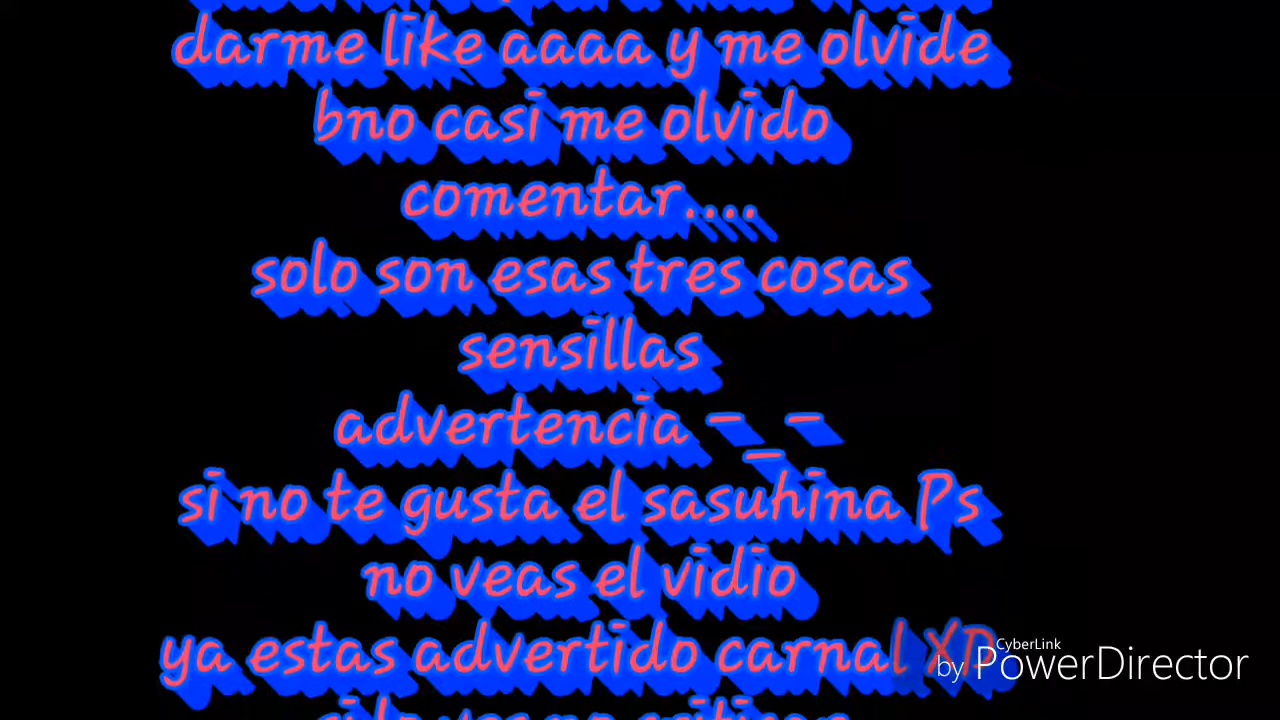 darme like aaaa y me olvide
bno casi me olvido
comentar....
solo son esas tres cosas
sensillas
advertencia -_-
si no te gusta el sasuhina Ps
no veas el vidio
ya estas advertido carnal XD
CyberLink
by PowerDirector